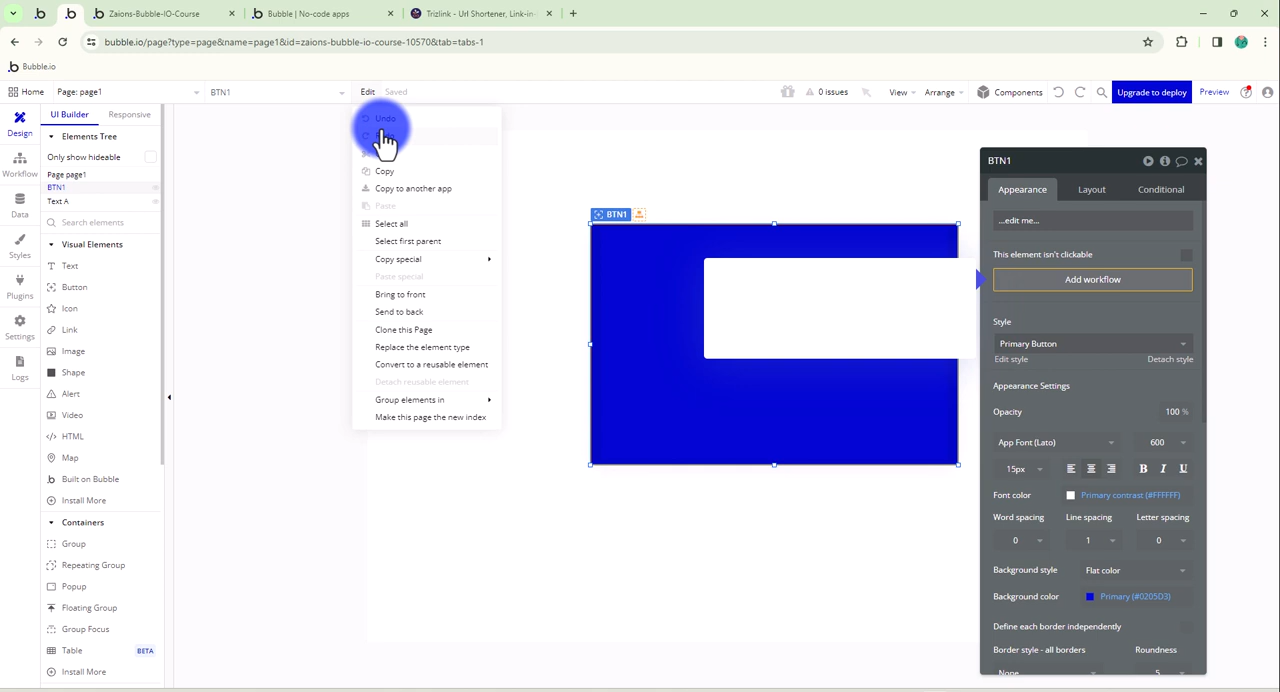 Zaions-Bubble-IO-Course
Bubble | No-code apps
Trizlink - Url Shortener, Link-in-
bubble.io/page?type=page&name=page1&id=zaions-bubble-io-course-10570&tab=tabs-1
Bubble.io
Home
Page: page1
BTN1
Edit
Saved
0 issues
View
Arrange
Components
Upgrade to deploy
Preview
Design
Workflow
Data
Styles
Plugins
Settings
Logs
UI Builder
Responsive
Elements Tree
Only show hideable
Page page1
BTN1
Text A
Search elements
Visual Elements
Text
Button
Icon
Link
Image
Shape
Alert
Video
HTML
Map
Built on Bubble
Install More
Containers
Group
Repeating Group
Popup
Floating Group
Group Focus
Table BETA
Install More
Undo
Copy
Copy to another app
Paste
Select all
Select first parent
Copy special
Paste special
Bring to front
Send to back
Clone this Page
Replace the element type
Convert to a reusable element
Detach reusable element
Group elements in
Make this page the new index
BTN1
BTN1
Appearance
Layout
Conditional
...edit me...
This element isn't clickable
Add workflow
Style
Primary Button
Edit style
Detach style
Appearance Settings
Opacity
100 %
App Font (Lato)
600
15px
B I U
Font color
Primary contrast (#FFFFFF)
Word spacing
Line spacing
Letter spacing
0
1
0
Background style
Flat color
Background color
Primary (#0205D3)
Define each border independently
Border style - all borders
Roundness
None
5